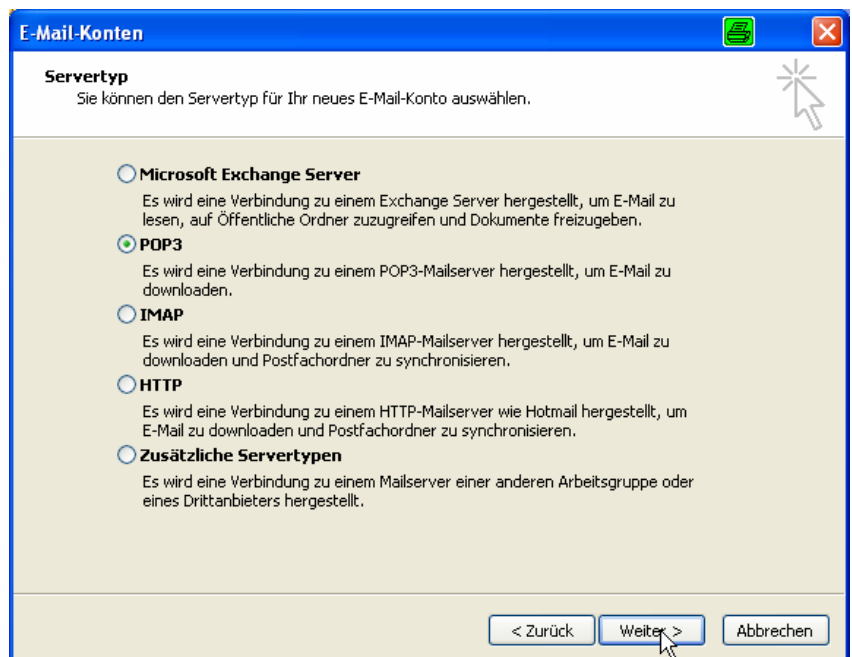 E-Mail-Konten
Servertyp
Sie können den Servertyp für Ihr neues E-Mail-Konto auswählen.
Microsoft Exchange Server
Es wird eine Verbindung zu einem Exchange Server hergestellt, um E-Mail zu
lesen, auf Öffentliche Ordner zuzugreifen und Dokumente freizugeben.
POP3
Es wird eine Verbindung zu einem POP3-Mailserver hergestellt, um E-Mail zu
downloaden.
IMAP
Es wird eine Verbindung zu einem IMAP-Mailserver hergestellt, um E-Mail zu
downloaden und Postfachordner zu synchronisieren.
HTTP
Es wird eine Verbindung zu einem HTTP-Mailserver wie Hotmail hergestellt, um
E-Mail zu downloaden und Postfachordner zu synchronisieren.
Zusätzliche Servertypen
Es wird eine Verbindung zu einem Mailserver einer anderen Arbeitsgruppe oder
eines Drittanbieters hergestellt.
< Zurück Weiter > Abbrechen